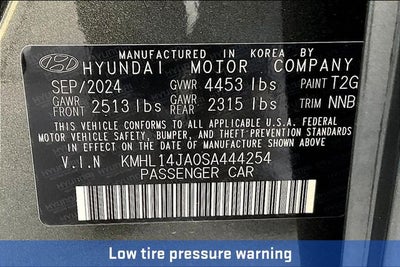 MANUFACTURED IN KOREA BY
HYUNDAI MOTOR COMPANY
SEP/2024 GVWR 4453 lbs PAINT T2G
GAWR FRONT 2513 lbs GAWR REAR 2315 lbs TRIM NNB
THIS VEHICLE CONFORMS TO ALL APPLICABLE U.S.A. FEDERAL
MOTOR VEHICLE SAFETY, BUMPER, AND THEFT PREVENTION STANDARDS
IN EFFECT ON THE DATE OF MANUFACTURE SHOWN ABOVE.
V.I.N KMHL14JA0SA444254
PASSENGER CAR
Low tire pressure warning